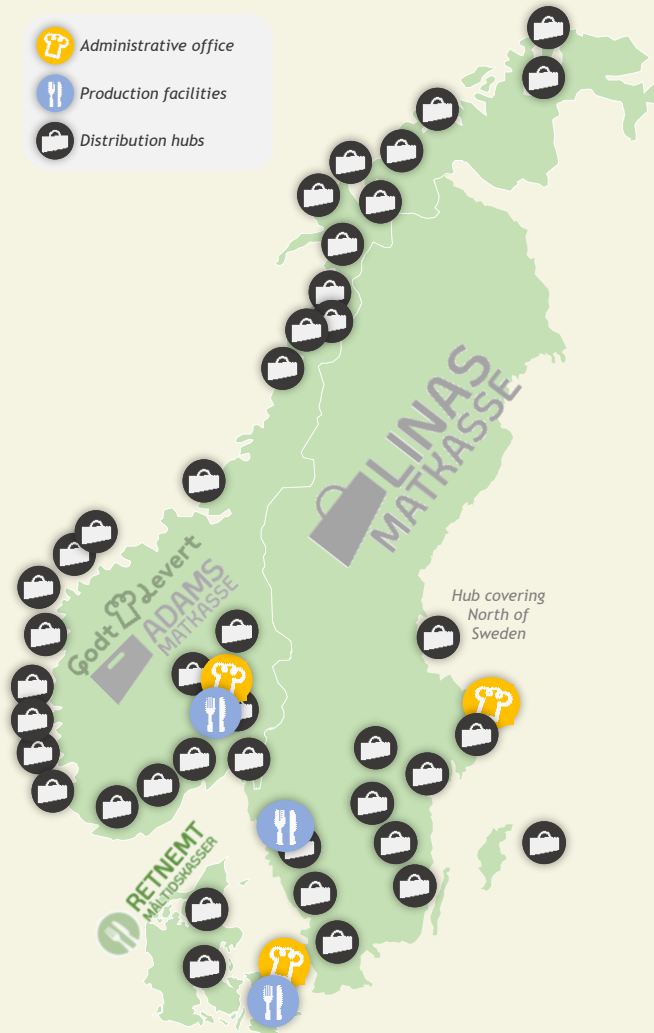 Administrative office
Production facilities
Distribution hubs
LINAS
MATKASSE
Godt Levert
ADAMS
MATKASSE
Hub covering
North of
Sweden
RETNEMT
MÅLTIDSKASSER